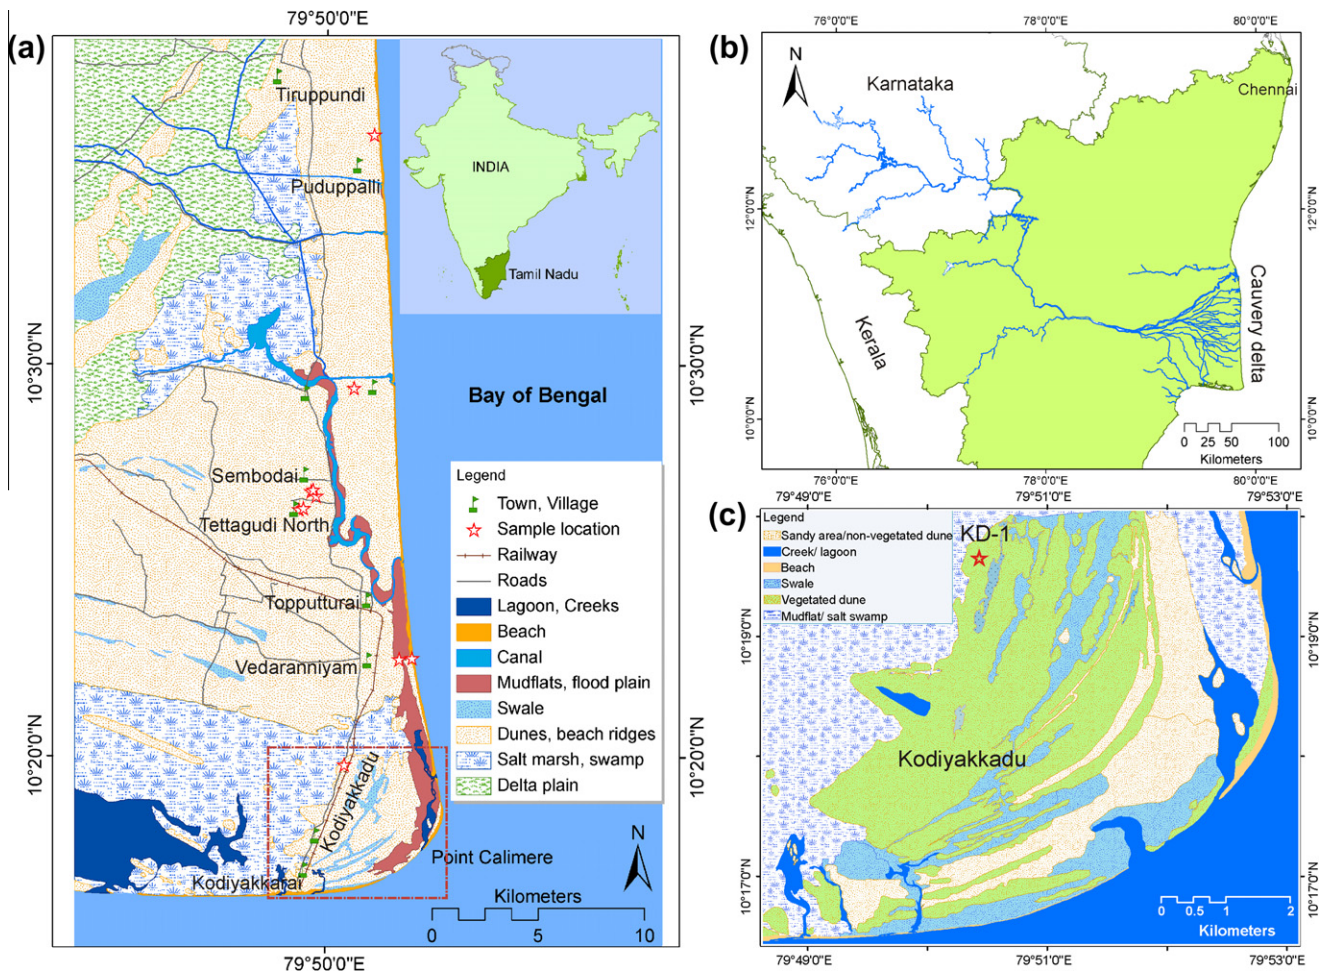 (a)
79°50'0"E
Tiruppundi
Puduppalli
INDIA
Tamil Nadu
10°30'0"N
10°30'0"N
Bay of Bengal
Sembodai
Tettagudi North
Topputturai
Vedaranniyam
10°20'0"N
10°20'0"N
Kodiyakkadu
Kodiyakkarai
Point Calimere
Legend
Town, Village
Sample location
Railway
Roads
Lagoon, Creeks
Beach
Canal
Mudflats, flood plain
Swale
Dunes, beach ridges
Salt marsh, swamp
Delta plain
N
Kilometers
0 5 10
79°50'0"E
(b)
76°0'0"E 78°0'0"E 80°0'0"E
N
Karnataka
Chennai
12°0'0"N
12°0'0"N
Kerala
Cauvery delta
10°0'0"N
10°0'0"N
0 25 50 100
Kilometers
76°0'0"E 78°0'0"E 80°0'0"E
(c)
79°49'0"E 79°51'0"E 79°53'0"E
Legend
Sandy area/non-vegetated dune
Creek/ lagoon
Beach
Swale
Vegetated dune
Mudflat/ salt swamp
KD-1
10°19'0"N
10°19'0"N
Kodiyakkadu
10°17'0"N
10°17'0"N
0 0.5 1 2
Kilometers
79°49'0"E 79°51'0"E 79°53'0"E